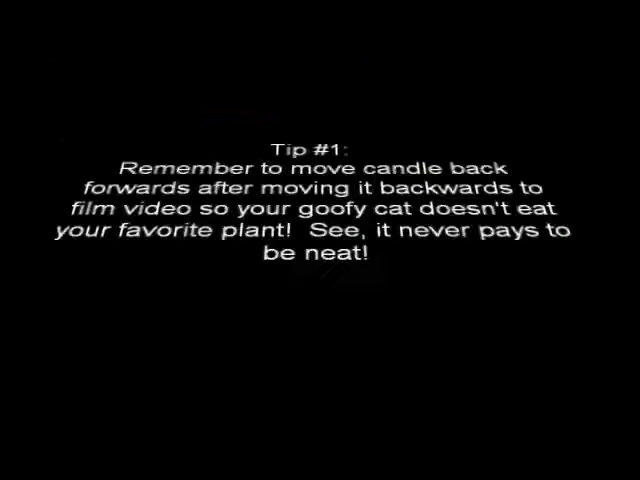 Tip #1:
Remember to move candle back
forwards after moving it backwards to
film video so your goofy cat doesn't eat
your favorite plant!  See, it never pays to
be neat!